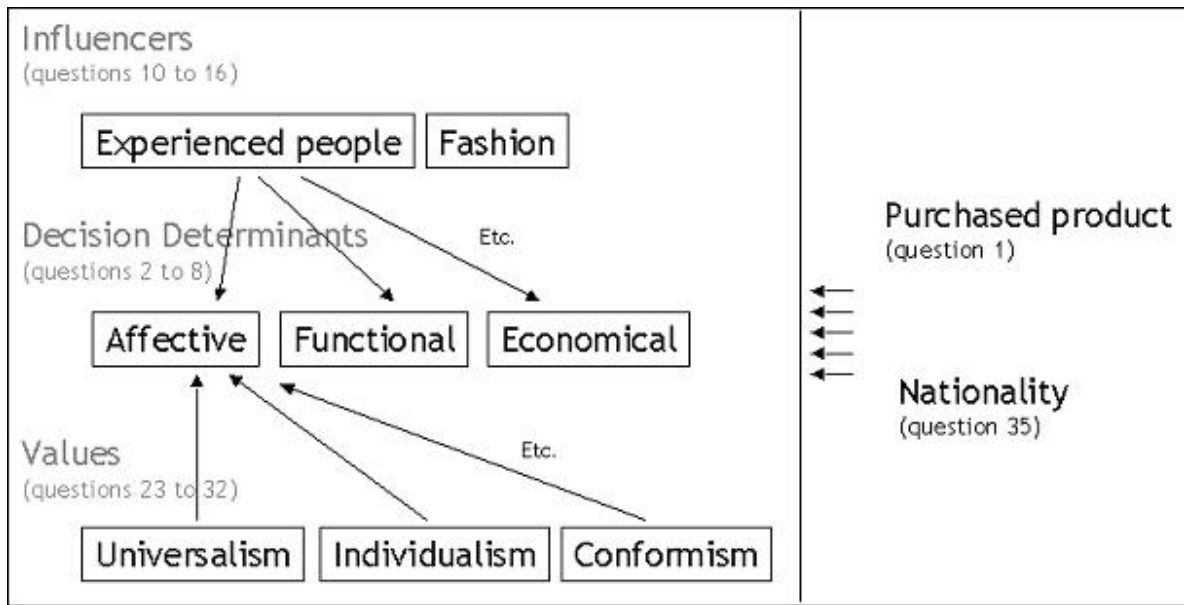 Influencers
(questions 10 to 16)
Experienced people
Fashion
Decision Determinants
(questions 2 to 8)
Etc.
Affective
Functional
Economical
Values
(questions 23 to 32)
Etc.
Universalism
Individualism
Conformism
Purchased product
(question 1)
Nationality
(question 35)